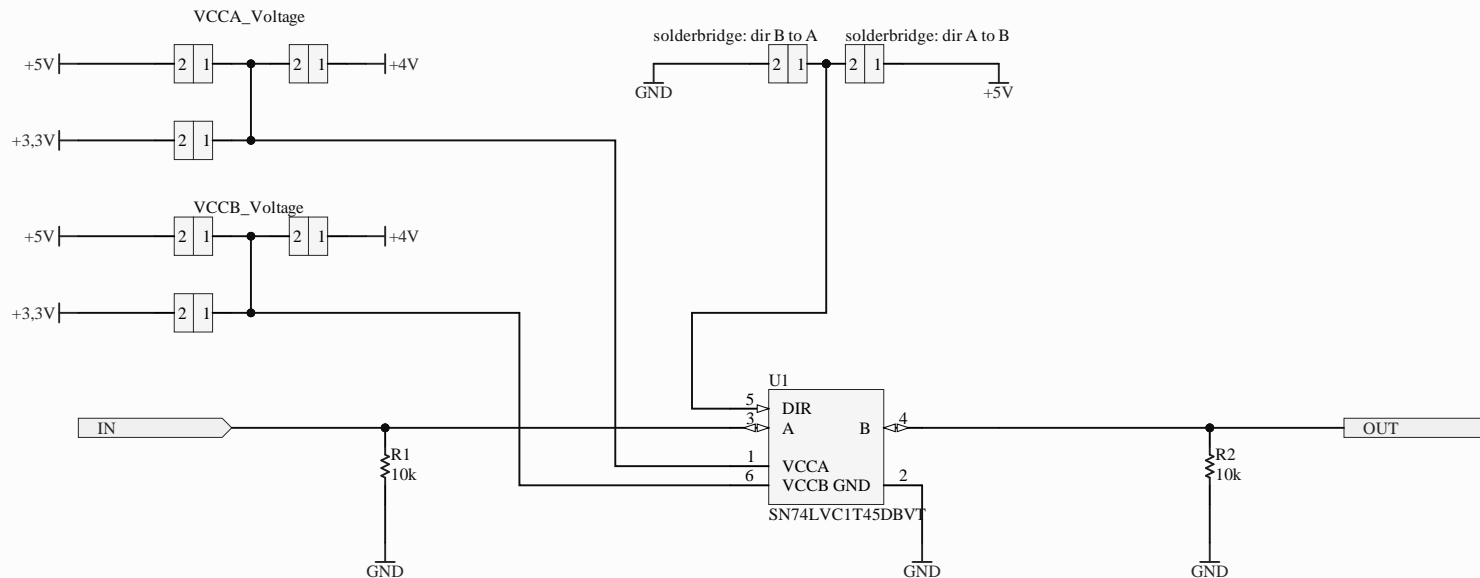 VCCA_Voltage
+5V 2 1 2 1 +4V
+3,3V 2 1
VCCB_Voltage
+5V 2 1 2 1 +4V
+3,3V 2 1
solderbridge: dir B to A solderbridge: dir A to B
2 1 2 1
GND +5V
U1
5 DIR
IN 3 A B 4 OUT
R1
10k
1 VCCA
6 VCCB GND 2
SN74LVC1T45DBVT
R2
10k
GND GND GND